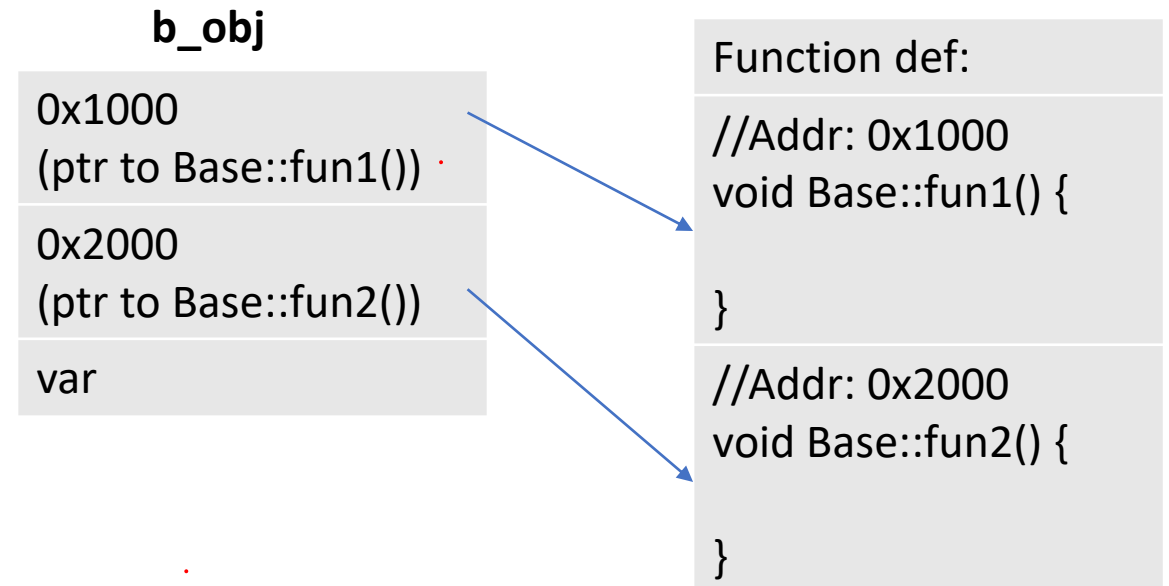 b_obj
0x1000
(ptr to Base::fun1())
0x2000
(ptr to Base::fun2())
var
Function def:
//Addr: 0x1000
void Base::fun1() {
}
//Addr: 0x2000
void Base::fun2() {
}